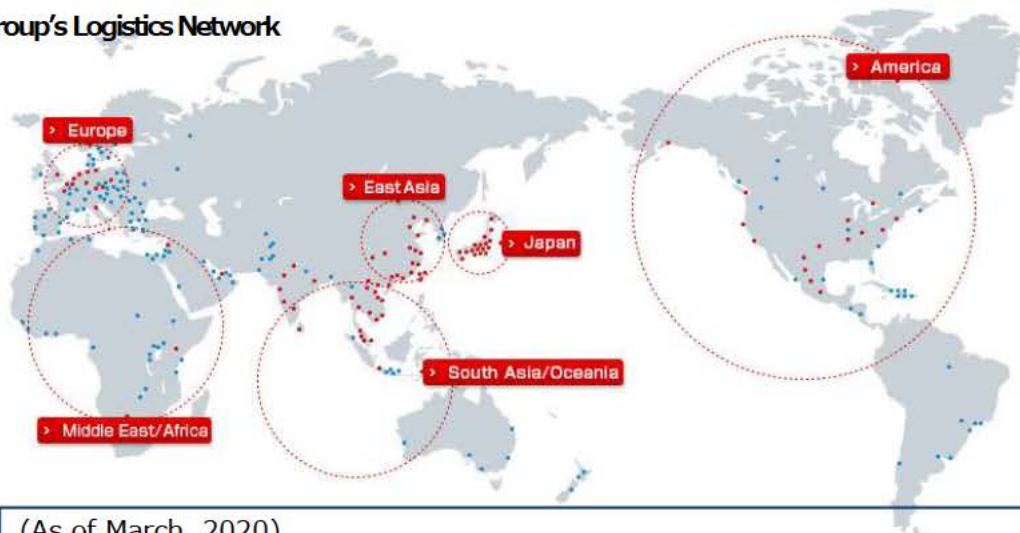 roup's Logistics Network
> America
> Europe
> East Asia
> Japan
> South Asia/Oceania
> Middle East/Africa
(As of March, 2020)